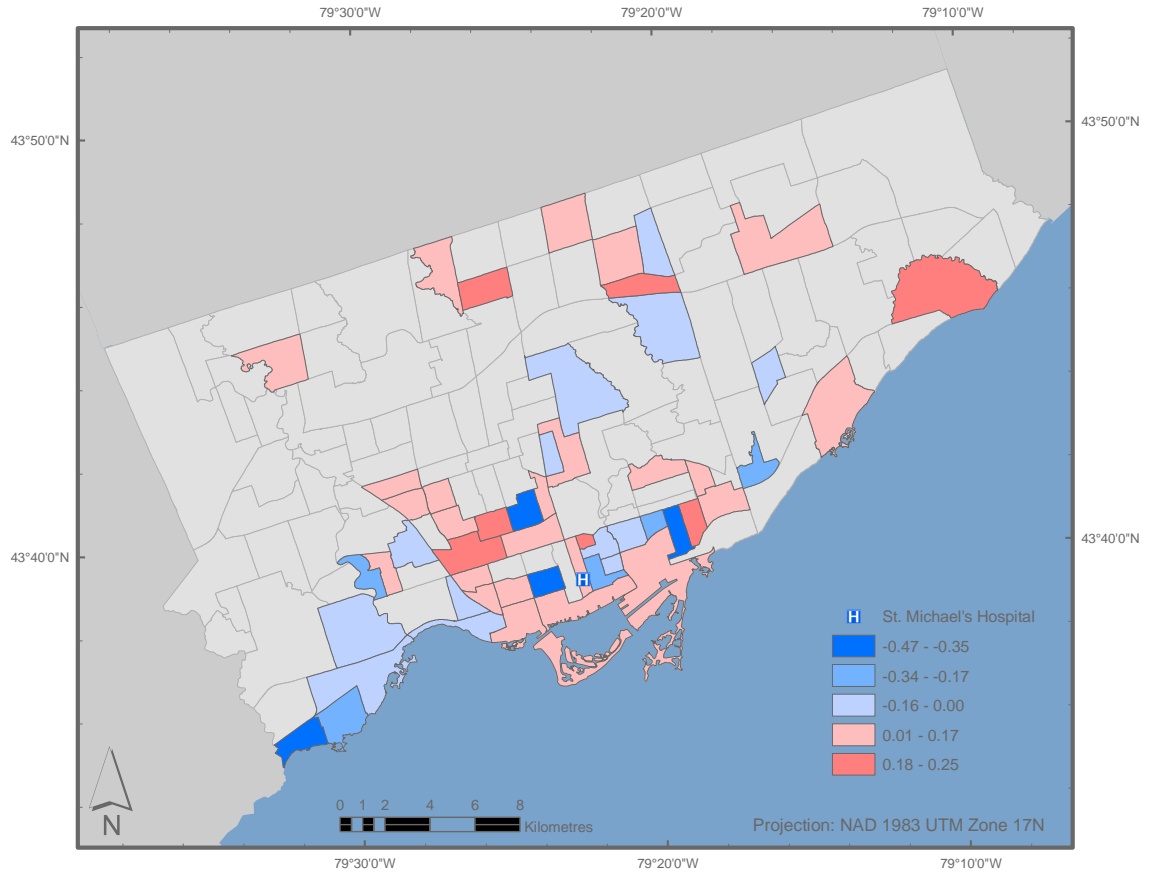 79°30'0"W 79°20'0"W 79°10'0"W
43°50'0"N 43°50'0"N
43°40'0"N 43°40'0"N
H
H St. Michael's Hospital
-0.47 - -0.35
-0.34 - -0.17
-0.16 - 0.00
0.01 - 0.17
0.18 - 0.25
N
0 1 2 4 6 8
Kilometres
Projection: NAD 1983 UTM Zone 17N
79°30'0"W 79°20'0"W 79°10'0"W